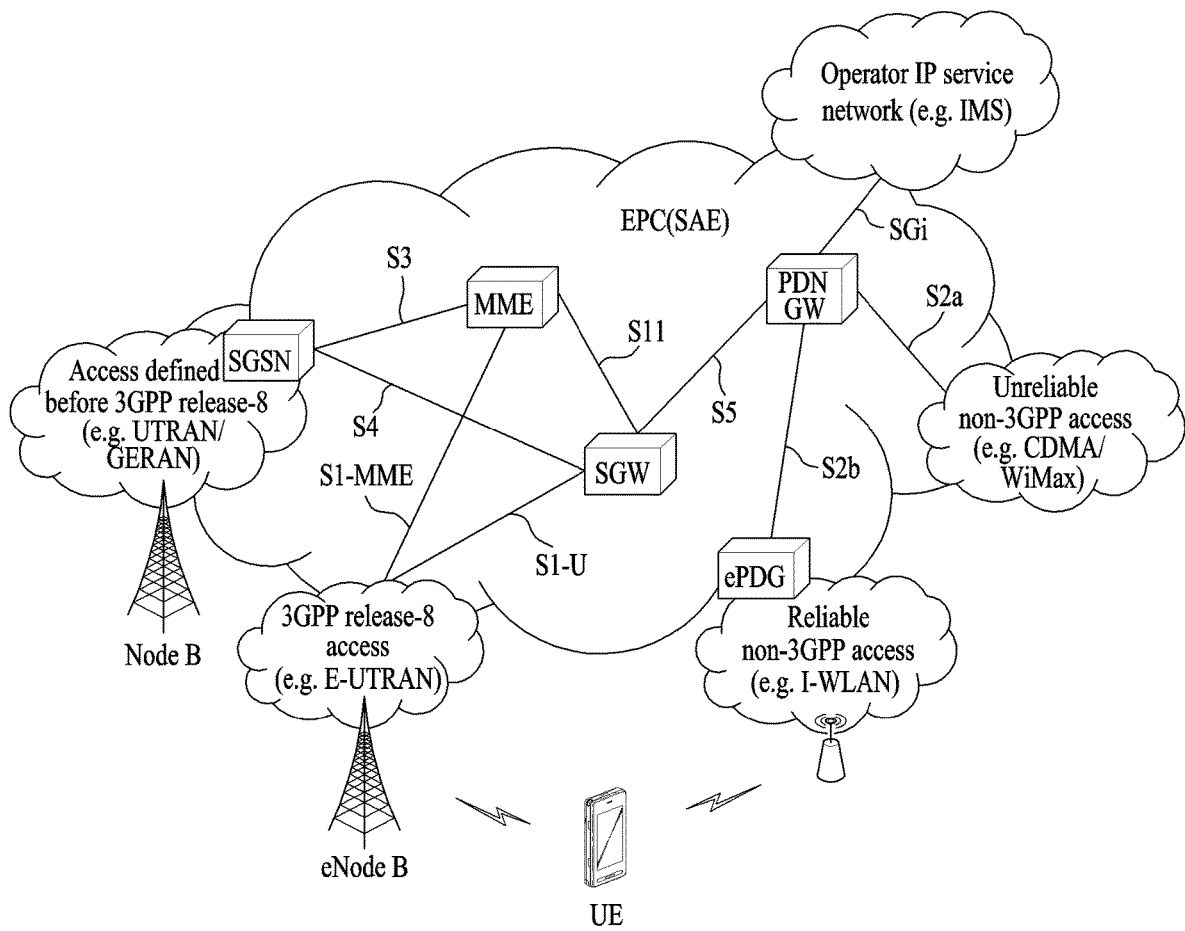 Operator IP service
network (e.g. IMS)
EPC(SAE)
SGi
S3
MME
PDN
GW
S2a
S11
SGSN
Access defined
before 3GPP release-8
(e.g. UTRAN/
GERAN)
S4
S5
Unreliable
non-3GPP access
(e.g. CDMA/
WiMax)
SGW
S2b
S1-MME
S1-U
ePDG
Node B
3GPP release-8
access
(e.g. E-UTRAN)
Reliable
non-3GPP access
(e.g. I-WLAN)
eNode B
UE